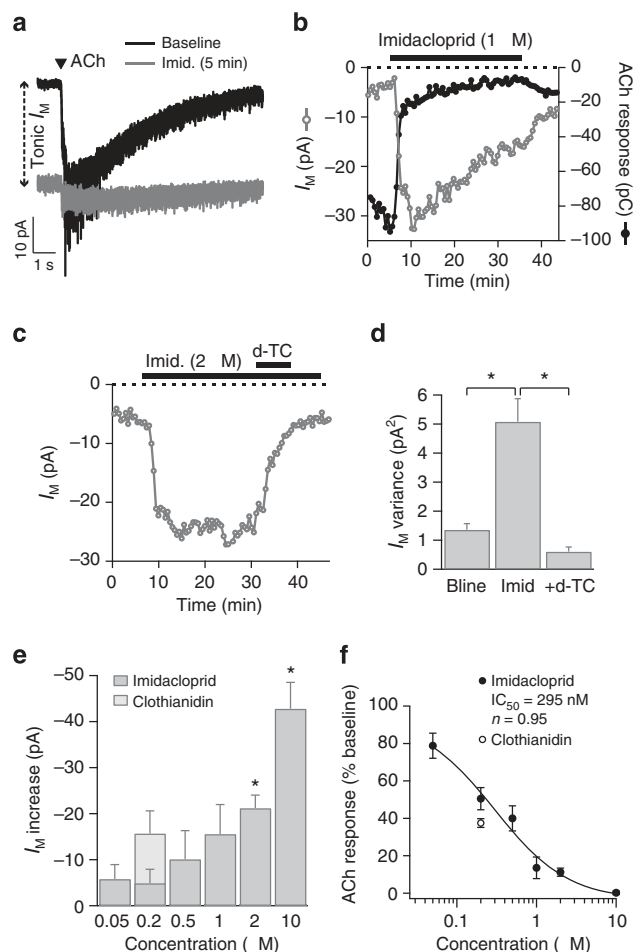 a
ACh
Baseline
Imid. (5 min)
Tonic I_M
10 pA
1 s
b
Imidacloprid (1 M)
0
–10
–20
–30
I_M (pA)
0
–20
–40
–60
–80
–100
ACh response (pC)
0 10 20 30 40
Time (min)
c
Imid. (2 M)
d-TC
0
–10
–20
–30
I_M (pA)
0 10 20 30 40
Time (min)
d
*
*
6
5
4
3
2
1
0
I_M variance (pA²)
Bline Imid +d-TC
e
–50
–40
–30
–20
–10
0
I_M increase (pA)
Imidacloprid
Clothianidin
*
*
0.05 0.2 0.5 1 2 10
Concentration ( M)
f
Imidacloprid
IC₅₀ = 295 nM
n = 0.95
Clothianidin
100
80
60
40
20
0
ACh response (% baseline)
0.1 1 10
Concentration ( M)